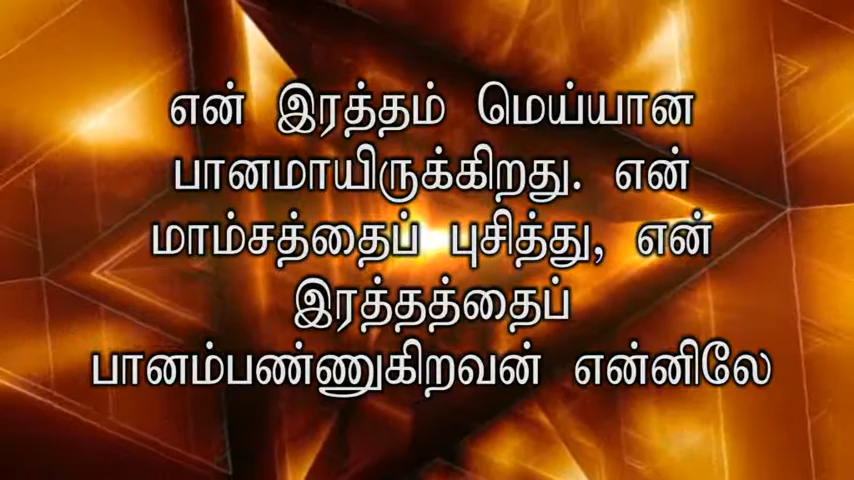 என் இரத்தம் மெய்யான
பானமாயிருக்கிறது. என்
மாம்சத்தைப் புசித்து, என்
இரத்தத்தைப்
பானம்பண்ணுகிறவன் என்னிலே